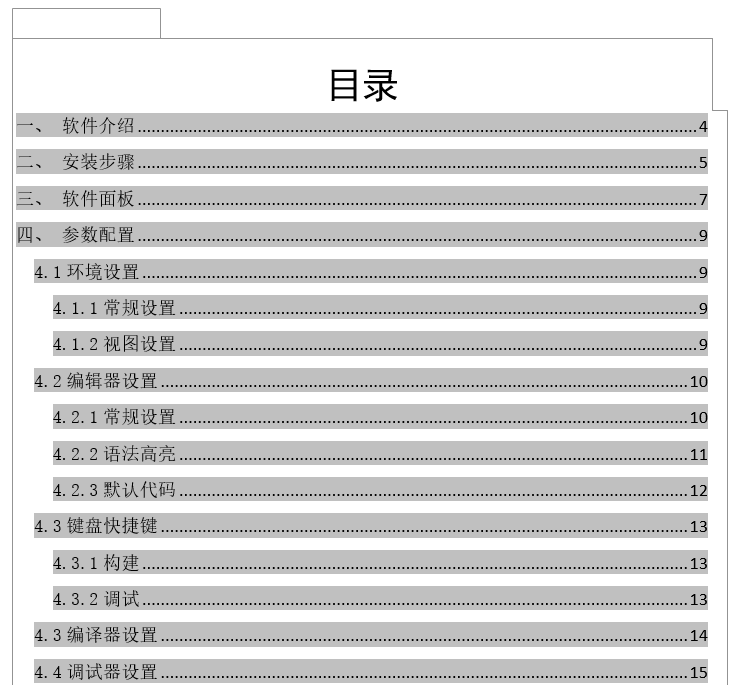 目录
一、 软件介绍........................................4
二、 安装步骤........................................5
三、 软件面板........................................7
四、 参数配置........................................9
4.1环境设置........................................9
4.1.1常规设置........................................9
4.1.2视图设置........................................9
4.2编辑器设置........................................10
4.2.1常规设置........................................10
4.2.2语法高亮........................................11
4.2.3默认代码........................................12
4.3键盘快捷键........................................13
4.3.1构建........................................13
4.3.2调试........................................13
4.3编译器设置........................................14
4.4调试器设置........................................15